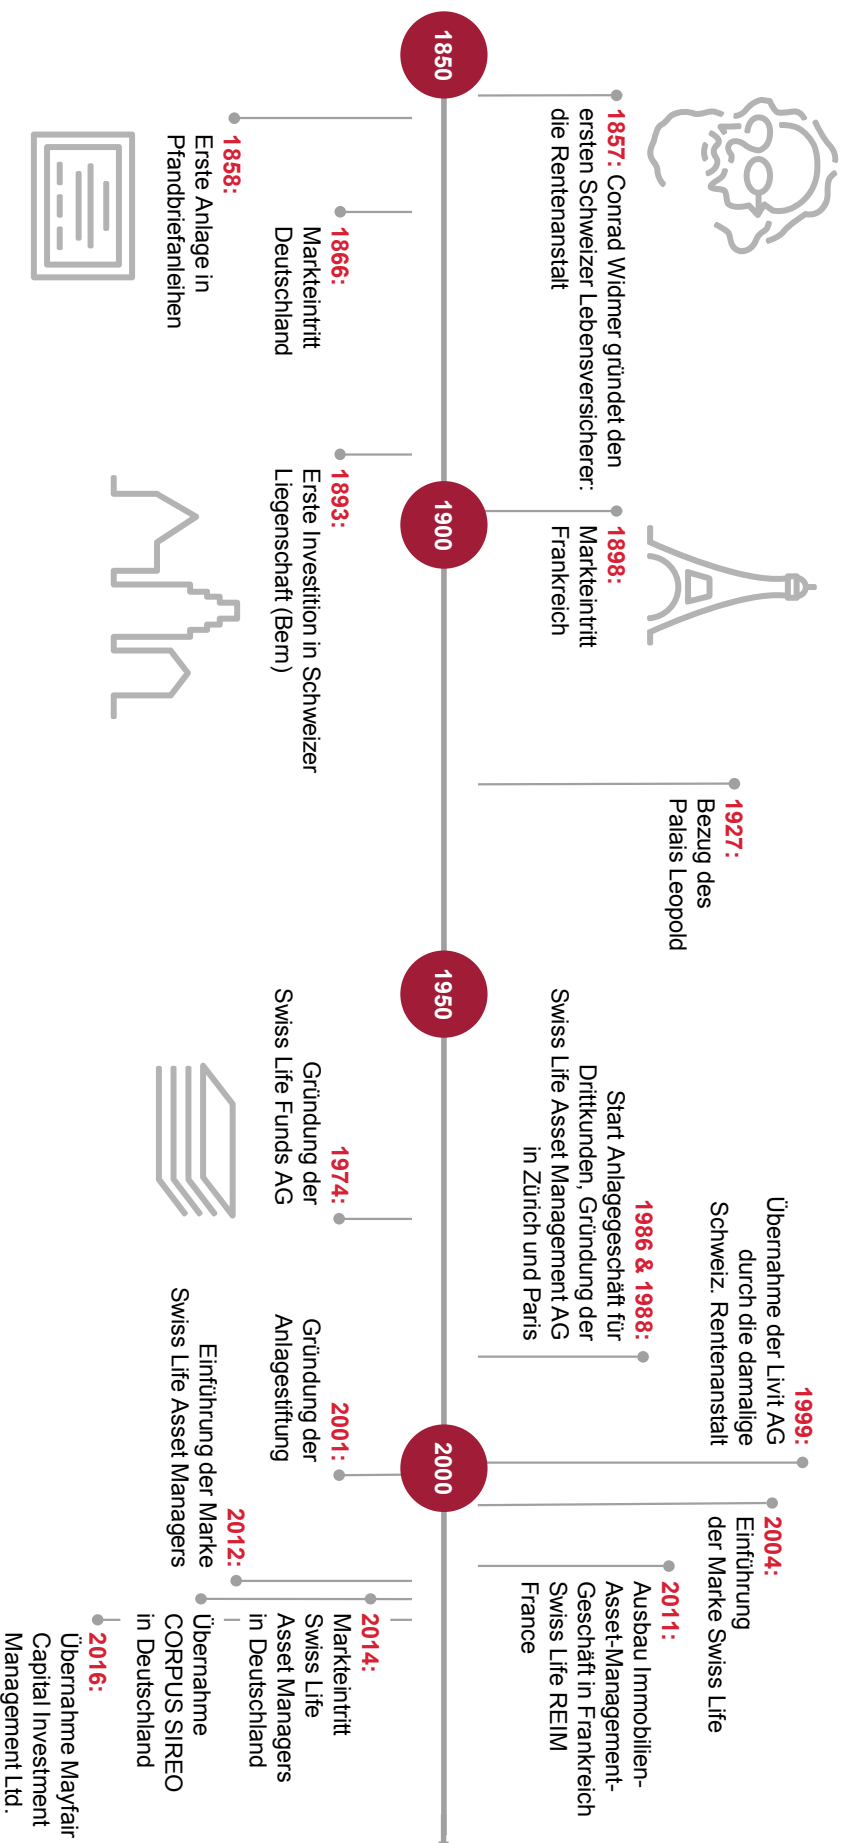 1850
1857: Conrad Widmer gründet den
ersten Schweizer Lebensversicherer:
die Rentenanstalt
1858:
Erste Anlage in
Pfandbriefanleihen
1866:
Markteintritt
Deutschland
1893:
Erste Investition in Schweizer
Liegenschaft (Bern)
1900
1898:
Markteintritt
Frankreich
1927:
Bezug des
Palais Leopold
1950
1974:
Gründung der
Swiss Life Funds AG
1986 & 1988:
Start Anlagegeschäft für
Drittkunden, Gründung der
Swiss Life Asset Management AG
in Zürich und Paris
1999:
Übernahme der Livit AG
durch die damalige
Schweiz. Rentenanstalt
2000
2001:
Gründung der
Anlagestiftung
2004:
Einführung
der Marke Swiss Life
2011:
Ausbau Immobilien-
Asset-Management-
Geschäft in Frankreich
Swiss Life REIM
France
2012:
Einführung der Marke
Swiss Life Asset Managers
2014:
Markteintritt
Swiss Life
Asset Managers
in Deutschland
Übernahme
CORPUS SIREO
in Deutschland
2016:
Übernahme Mayfair
Capital Investment
Management Ltd.